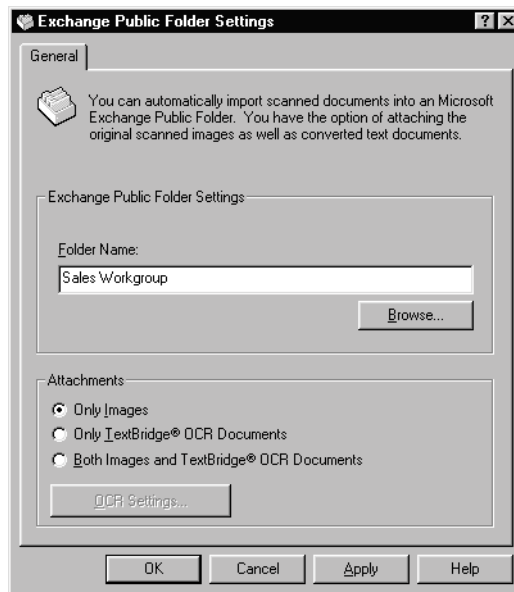 Exchange Public Folder Settings
General
You can automatically import scanned documents into an Microsoft
Exchange Public Folder. You have the option of attaching the
original scanned images as well as converted text documents.
Exchange Public Folder Settings
Folder Name:
Sales Workgroup
Browse...
Attachments
Only Images
Only TextBridge® OCR Documents
Both Images and TextBridge® OCR Documents
OCR Settings...
OK Cancel Apply Help